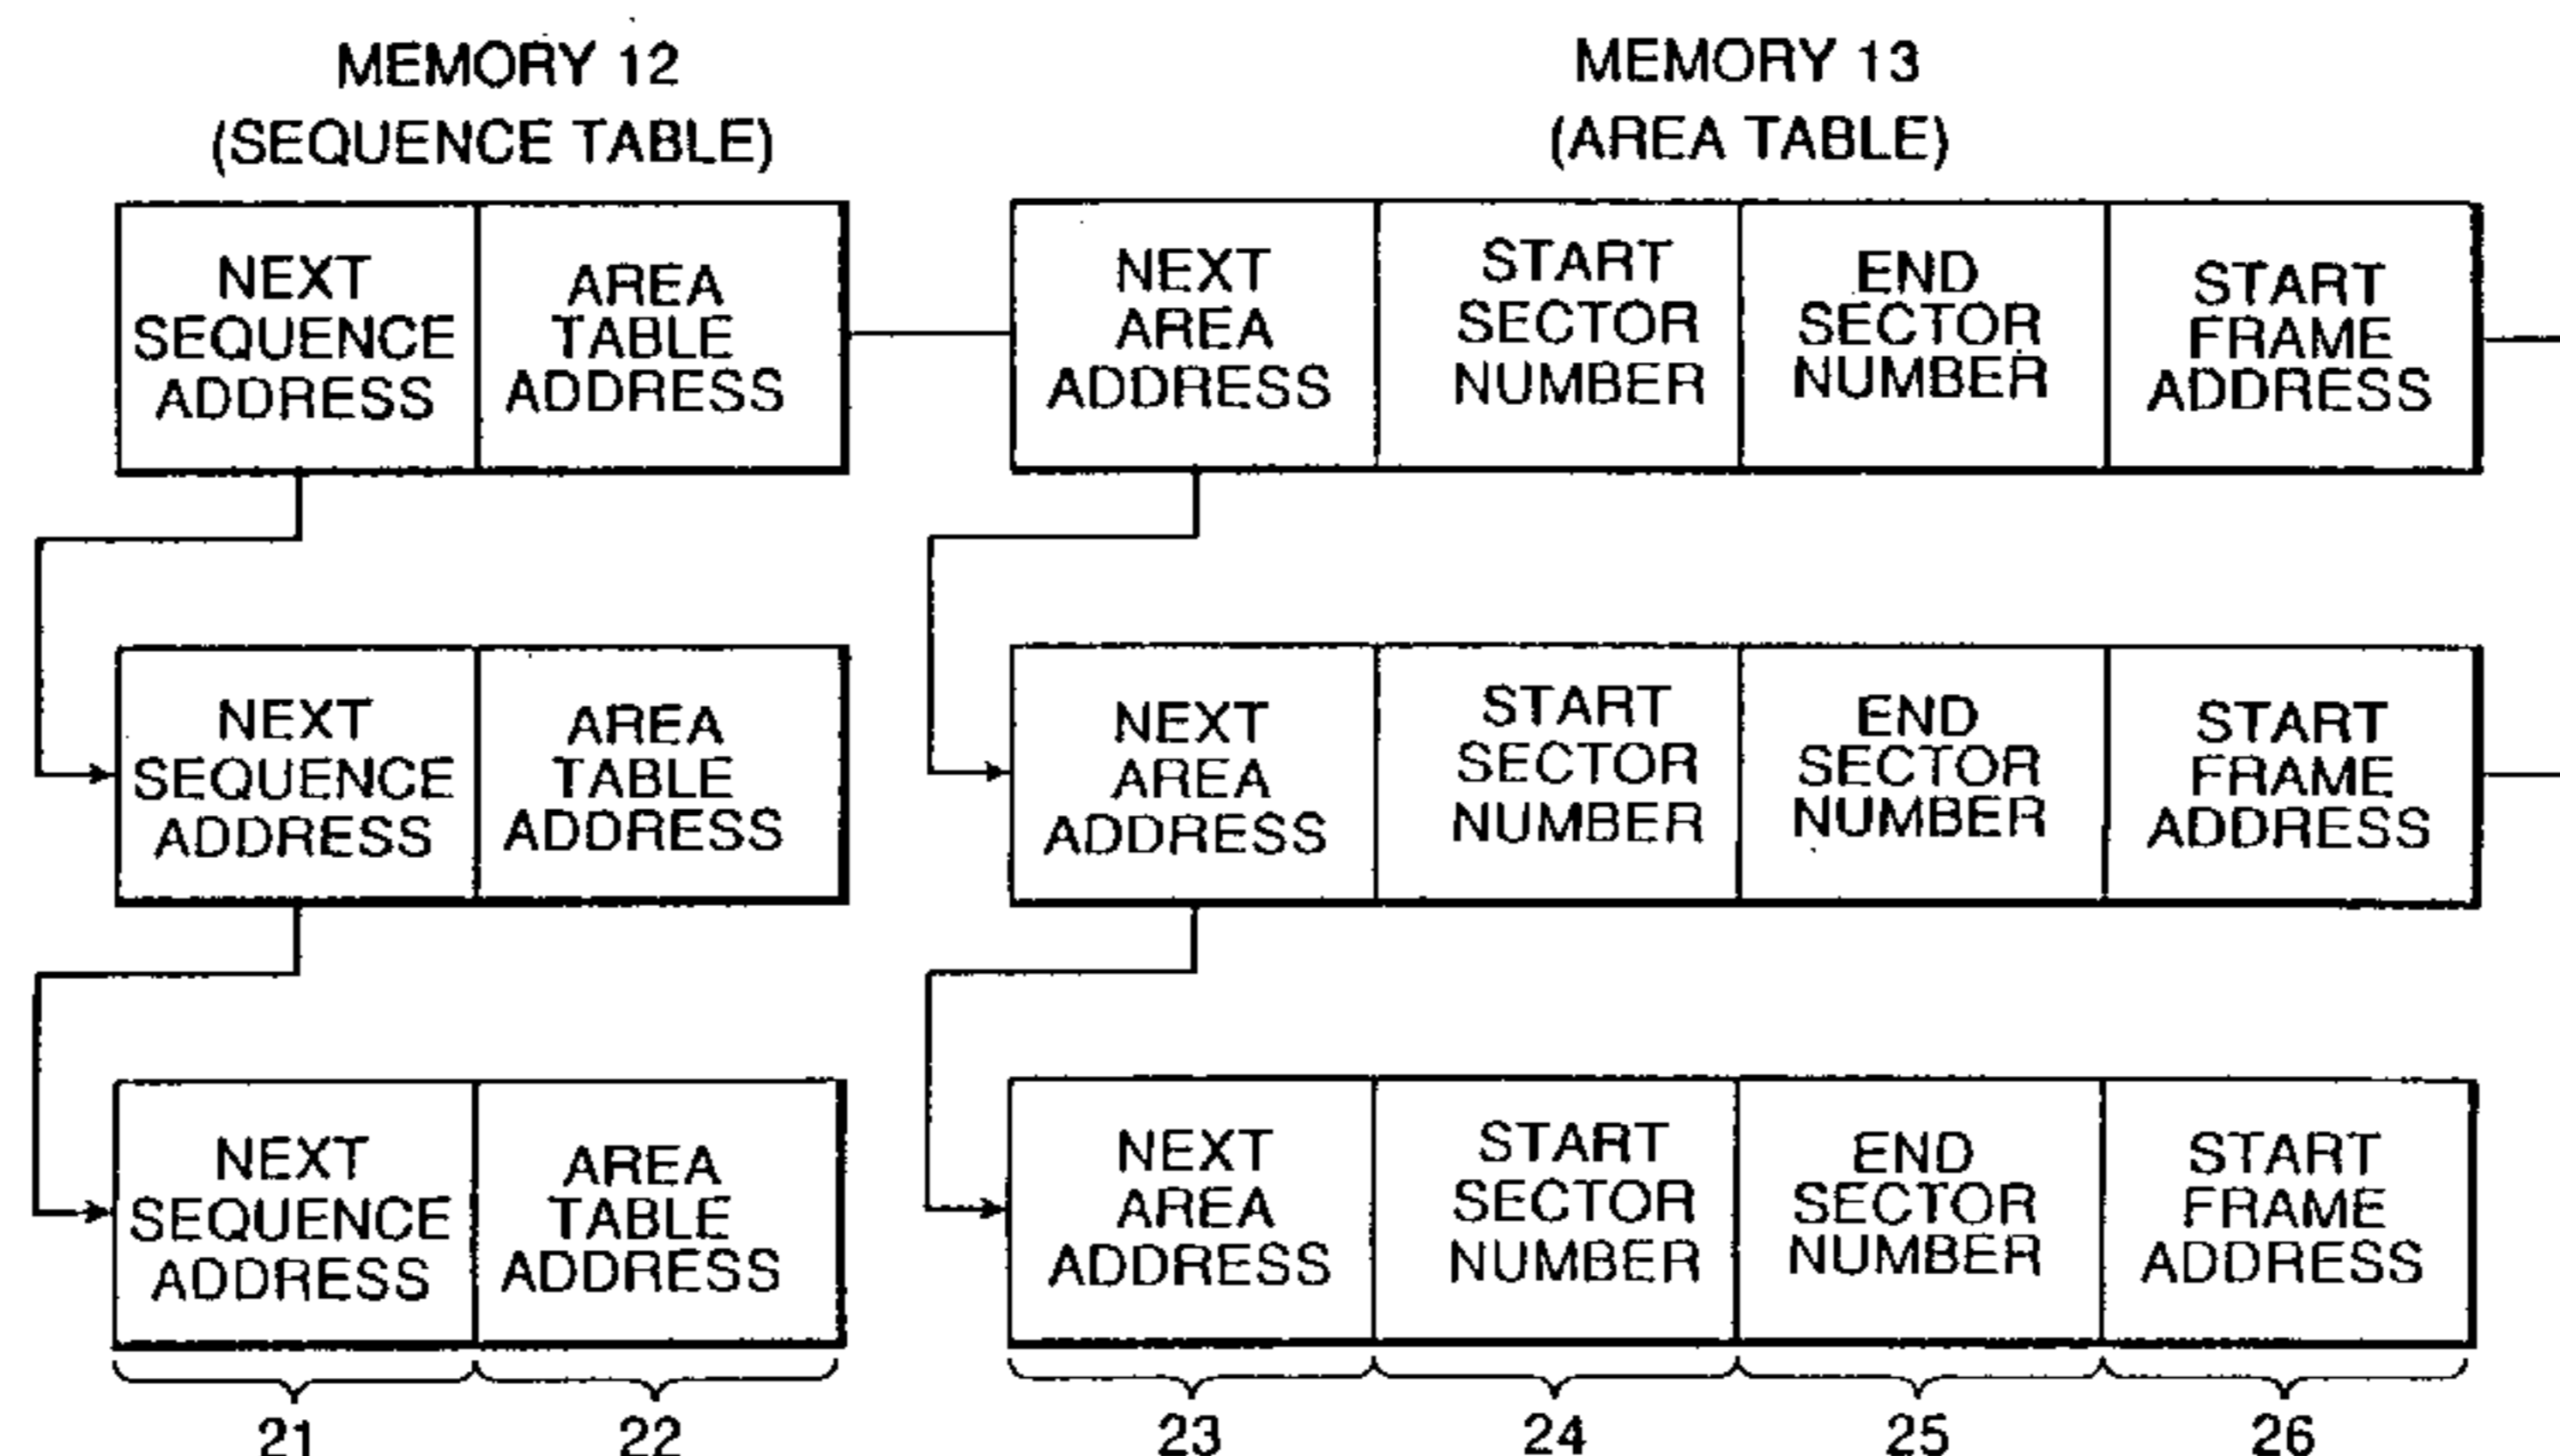 MEMORY 12
(SEQUENCE TABLE)
MEMORY 13
(AREA TABLE)
NEXT
SEQUENCE
ADDRESS
AREA
TABLE
ADDRESS
NEXT
AREA
ADDRESS
START
SECTOR
NUMBER
END
SECTOR
NUMBER
START
FRAME
ADDRESS
NEXT
SEQUENCE
ADDRESS
AREA
TABLE
ADDRESS
NEXT
AREA
ADDRESS
START
SECTOR
NUMBER
END
SECTOR
NUMBER
START
FRAME
ADDRESS
NEXT
SEQUENCE
ADDRESS
AREA
TABLE
ADDRESS
NEXT
AREA
ADDRESS
START
SECTOR
NUMBER
END
SECTOR
NUMBER
START
FRAME
ADDRESS
21
22
23
24
25
26